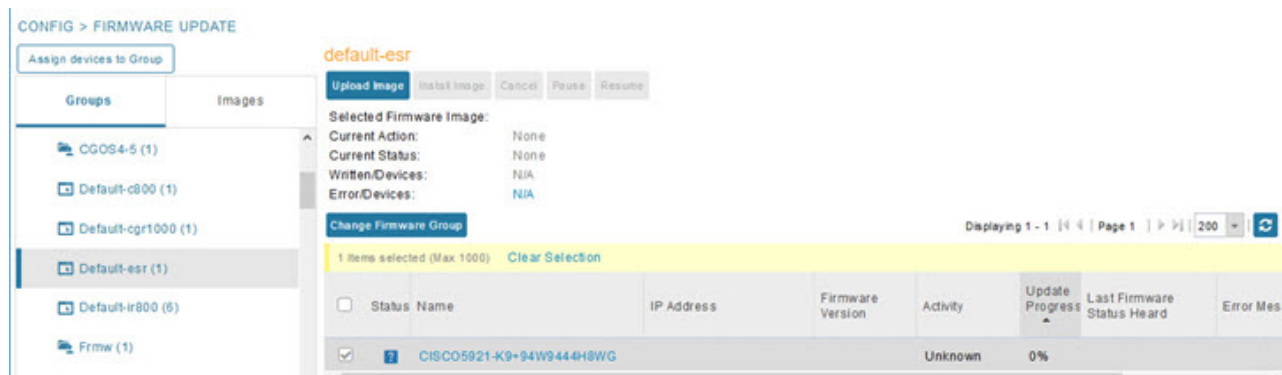 CONFIG > FIRMWARE UPDATE
Assign devices to Group
Groups
Images
CGOS4-5 (1)
Default-c800 (1)
Default-cgr1000 (1)
Default-esr (1)
Default-ir800 (6)
Frmw (1)
default-esr
Upload Image Install Image Cancel Pause Resume
Selected Firmware Image:
Current Action: None
Current Status: None
Written/Devices: N/A
Error/Devices: N/A
Change Firmware Group
Displaying 1 - 1 | Page 1 | 200
1 Items selected (Max 1000) Clear Selection
Status Name IP Address Firmware Version Activity Update Progress Last Firmware Status Heard Error Mes
? CISCO5921-K9+94W9444H8WG Unknown 0%